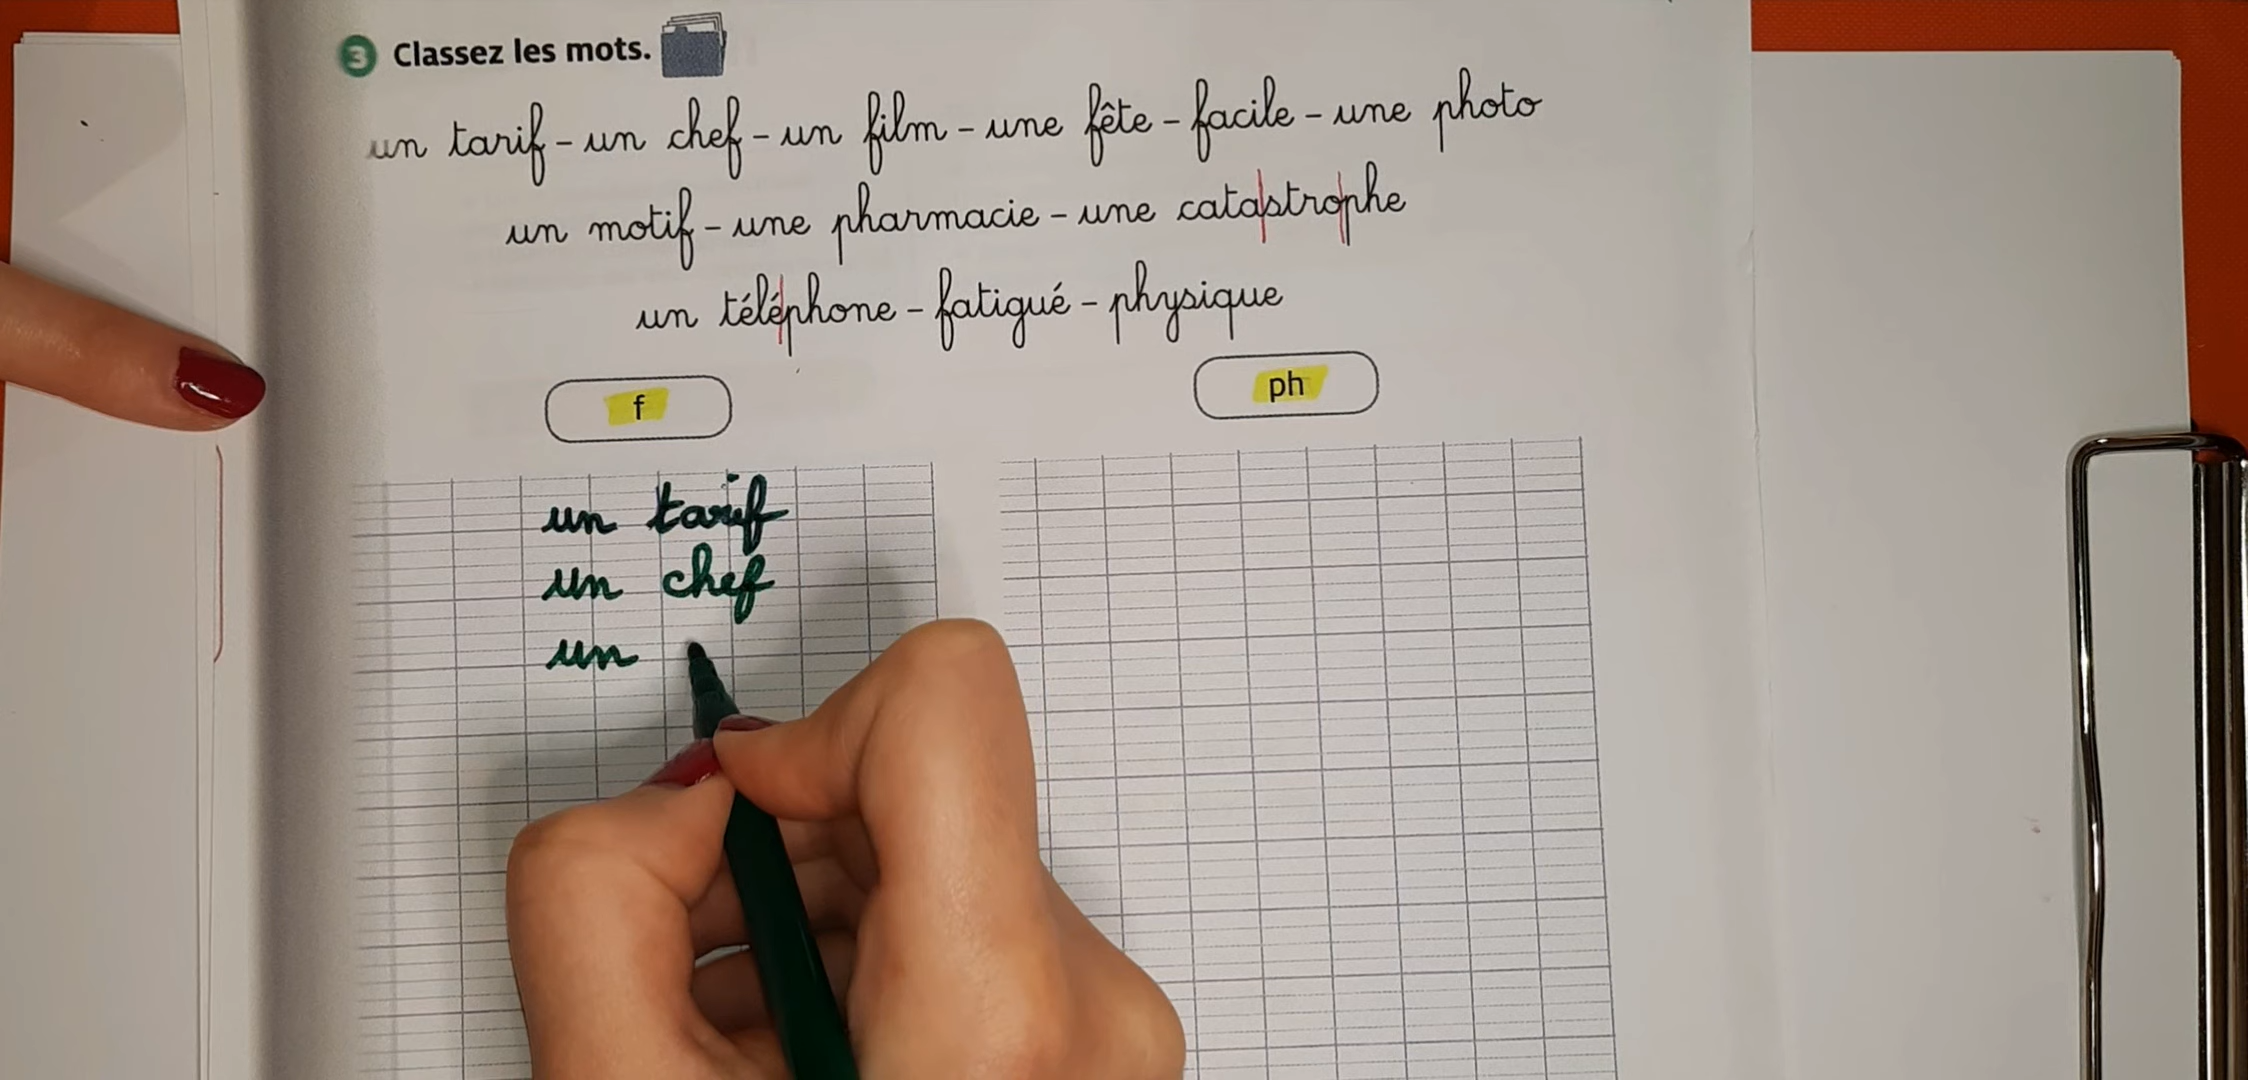 3 Classez les mots.
un tarif - un chef - un film - une fête - facile - une photo
un motif - une pharmacie - une catastrophe
un téléphone - fatigué - physique
f
ph
un tarif
un chef
un